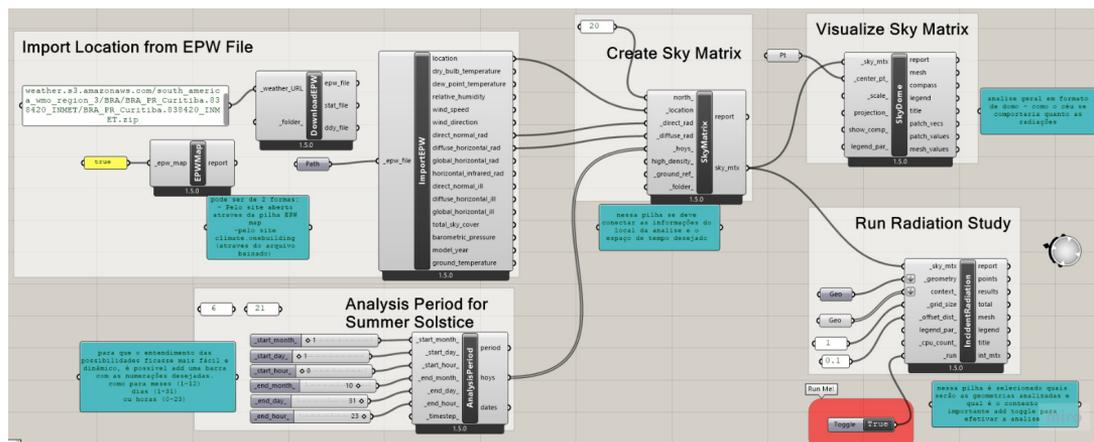 Import Location from EPW File
weather.s3.amazonaws.com/south_americ
a_wmo_region_3/BRA/BRA_PR_Curitiba.83
8420_INMET/BRA_PR_Curitiba.838420_INM
ET.zip
_weather_URL
_folder_
DownloadEPW
epw_file
stat_file
ddy_file
1.5.0
true
_epw_map
EPWMap
report
1.5.0
pode ser de 2 formas:
- Pelo site aberto
atraves da pilha EPW
map
-pelo site
climate.onebuilding
(atraves do arquivo
baixado)
Path
_epw_file
ImportEPW
location
dry_bulb_temperature
dew_point_temperature
relative_humidity
wind_speed
wind_direction
direct_normal_rad
diffuse_horizontal_rad
global_horizontal_rad
horizontal_infrared_rad
direct_normal_ill
diffuse_horizontal_ill
global_horizontal_ill
total_sky_cover
barometric_pressure
model_year
ground_temperature
1.5.0
20
Create Sky Matrix
north_
_location
_direct_rad
_diffuse_rad
_hoys_
high_density_
_ground_ref_
_folder_
SkyMatrix
report
sky_mtx
1.5.0
nessa pilha se deve
conectar as informações do
local da analise e o
espaço de tempo desejado
Visualize Sky Matrix
Pt
_sky_mtx
_center_pt_
_scale_
projection_
show_comp_
legend_par_
SkyDome
report
mesh
compass
legend
title
patch_vecs
patch_values
mesh_values
1.5.0
analise geral em formato
de domo - como o céu se
comportaria quanto as
radiações
Analysis Period for
Summer Solstice
6
21
_start_month_ 1
_start_day_ 1
_start_hour_ 0
_end_month_ 10
_end_day_ 31
_end_hour_ 23
_start_month_
_start_day_
_start_hour_
_end_month_
_end_day_
_end_hour_
_timestep_
AnalysisPeriod
period
hoys
dates
1.5.0
para que o entendimento das
possibilidades ficasse mais fácil e
dinâmico, é possivel add uma barra
com as numerações desejadas.
como para meses (1-12)
dias (1-31)
ou horas (0-23)
Run Radiation Study
Geo
Geo
1
0.1
_sky_mtx
_geometry
context_
_grid_size
_offset_dist_
legend_par_
_cpu_count_
_run
IncidentRadiation
report
points
results
total
mesh
legend
title
int_mtx
1.5.0
Run Me!
Toggle True
nessa pilha é selecionado quais
serão as geometrias analizadas e
qual é o contexto
importante add toggle para
efetivar a analise
miro